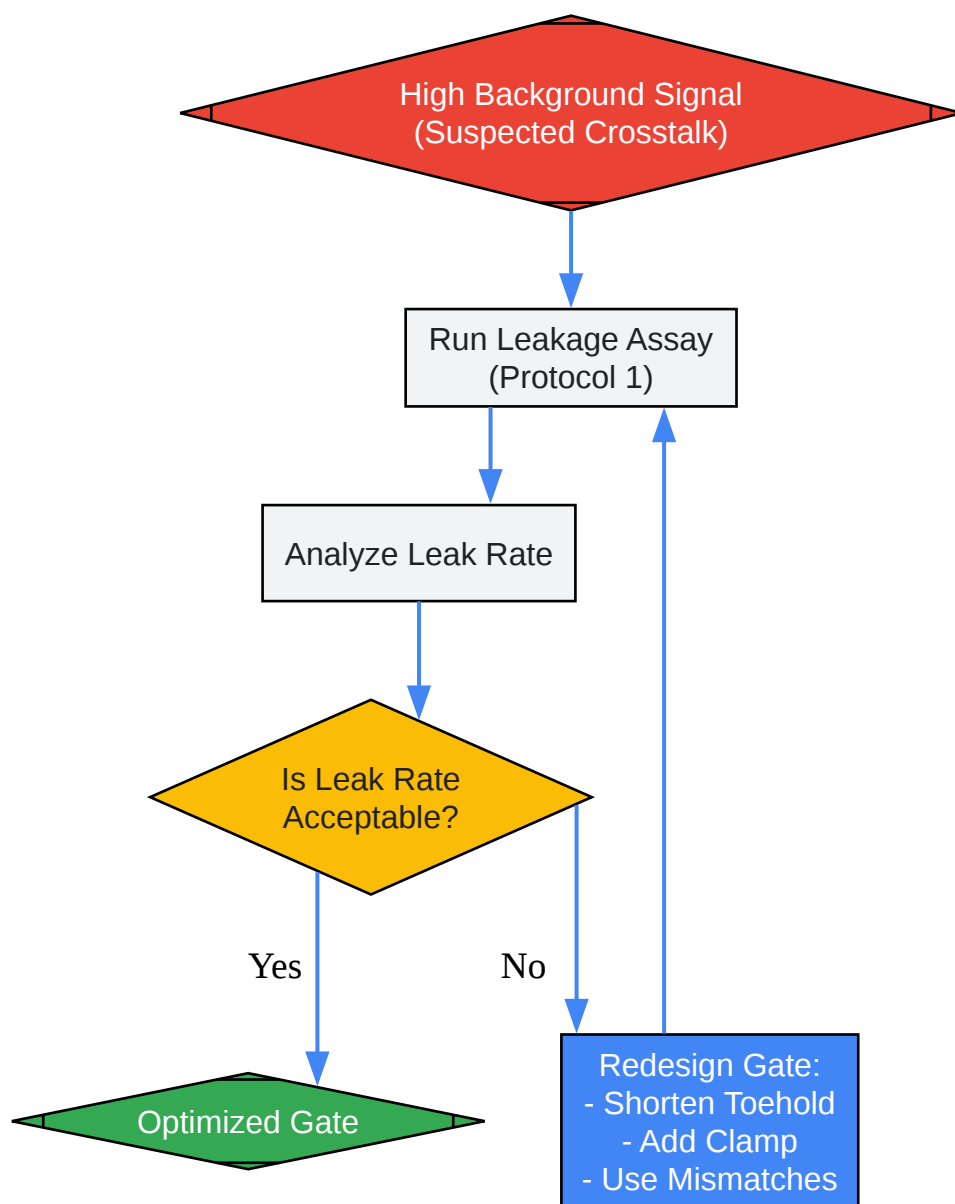 High Background Signal
(Suspected Crosstalk)
Run Leakage Assay
(Protocol 1)
Analyze Leak Rate
Is Leak Rate
Acceptable?
Yes
No
Optimized Gate
Redesign Gate:
- Shorten Toehold
- Add Clamp
- Use Mismatches